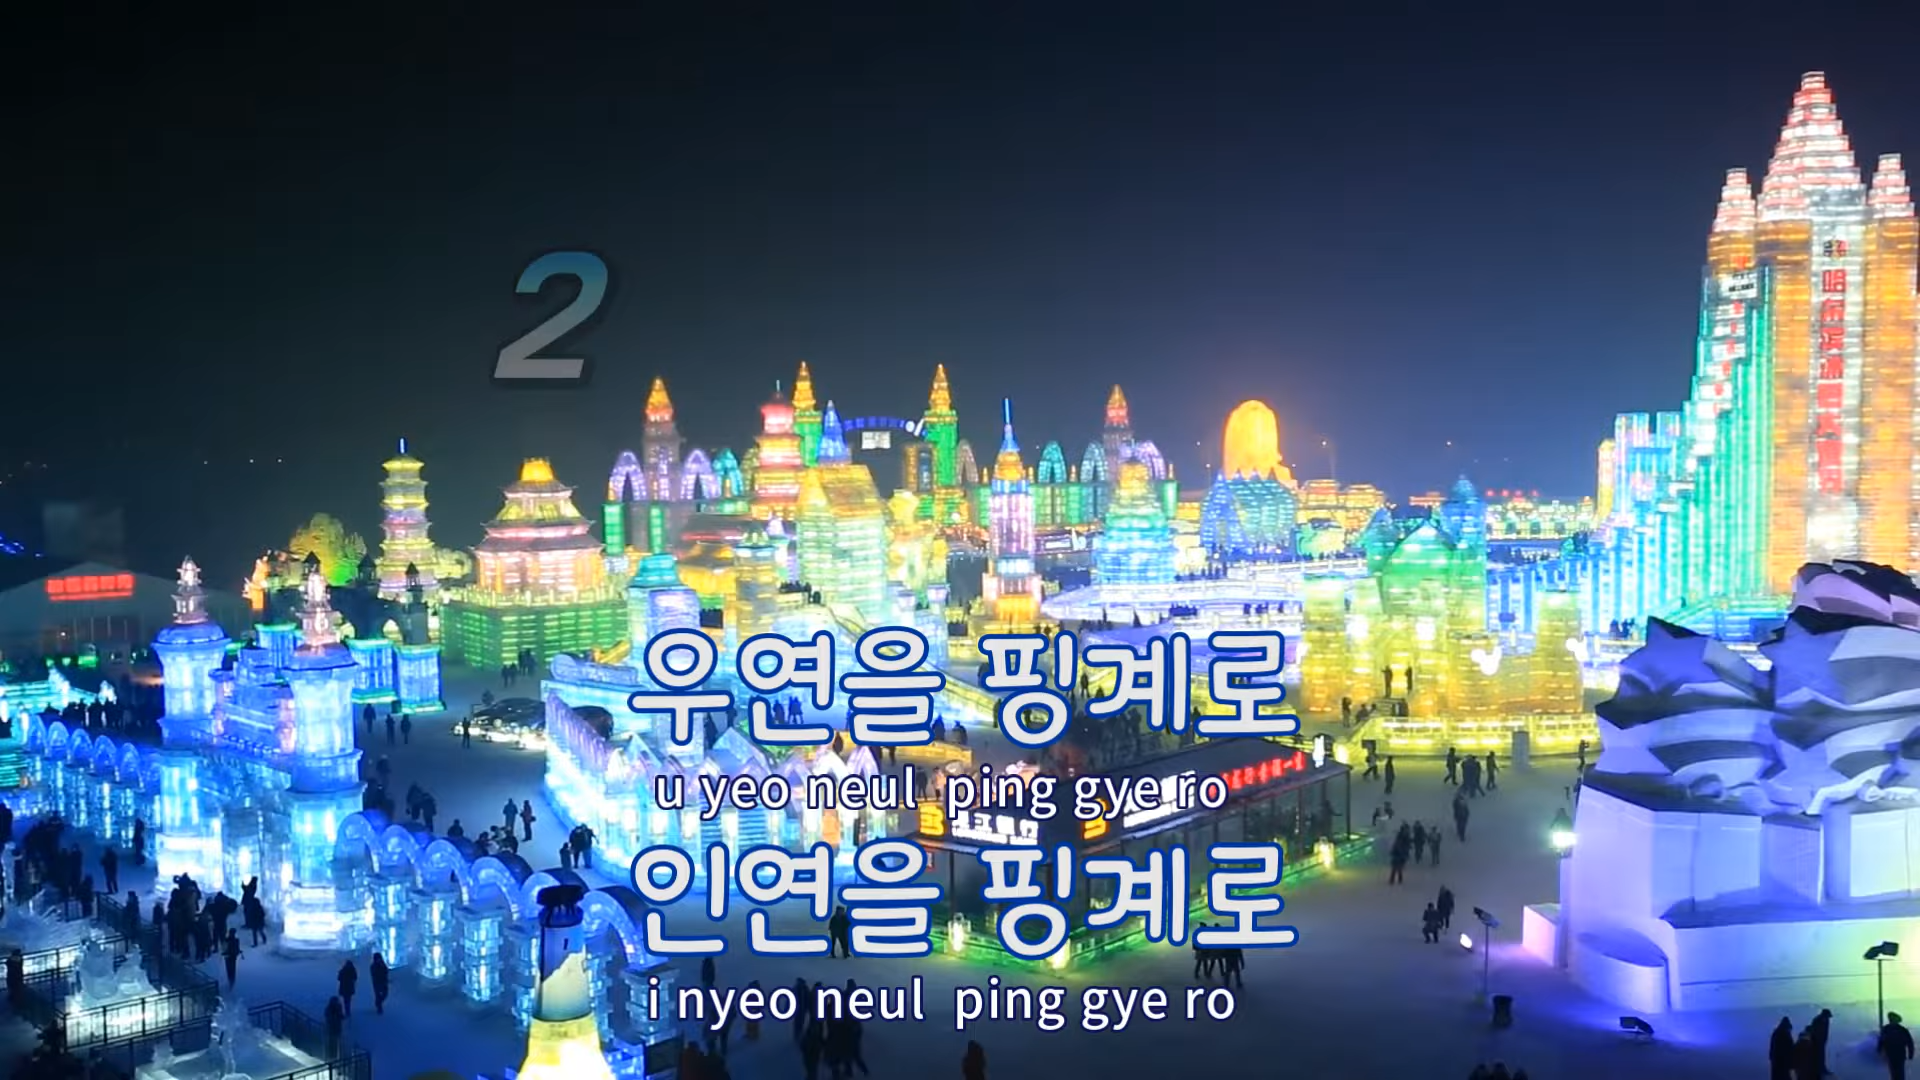 2
우연을 핑계로
u yeo neul ping gye ro
인연을 핑계로
i nyeo neul ping gye ro